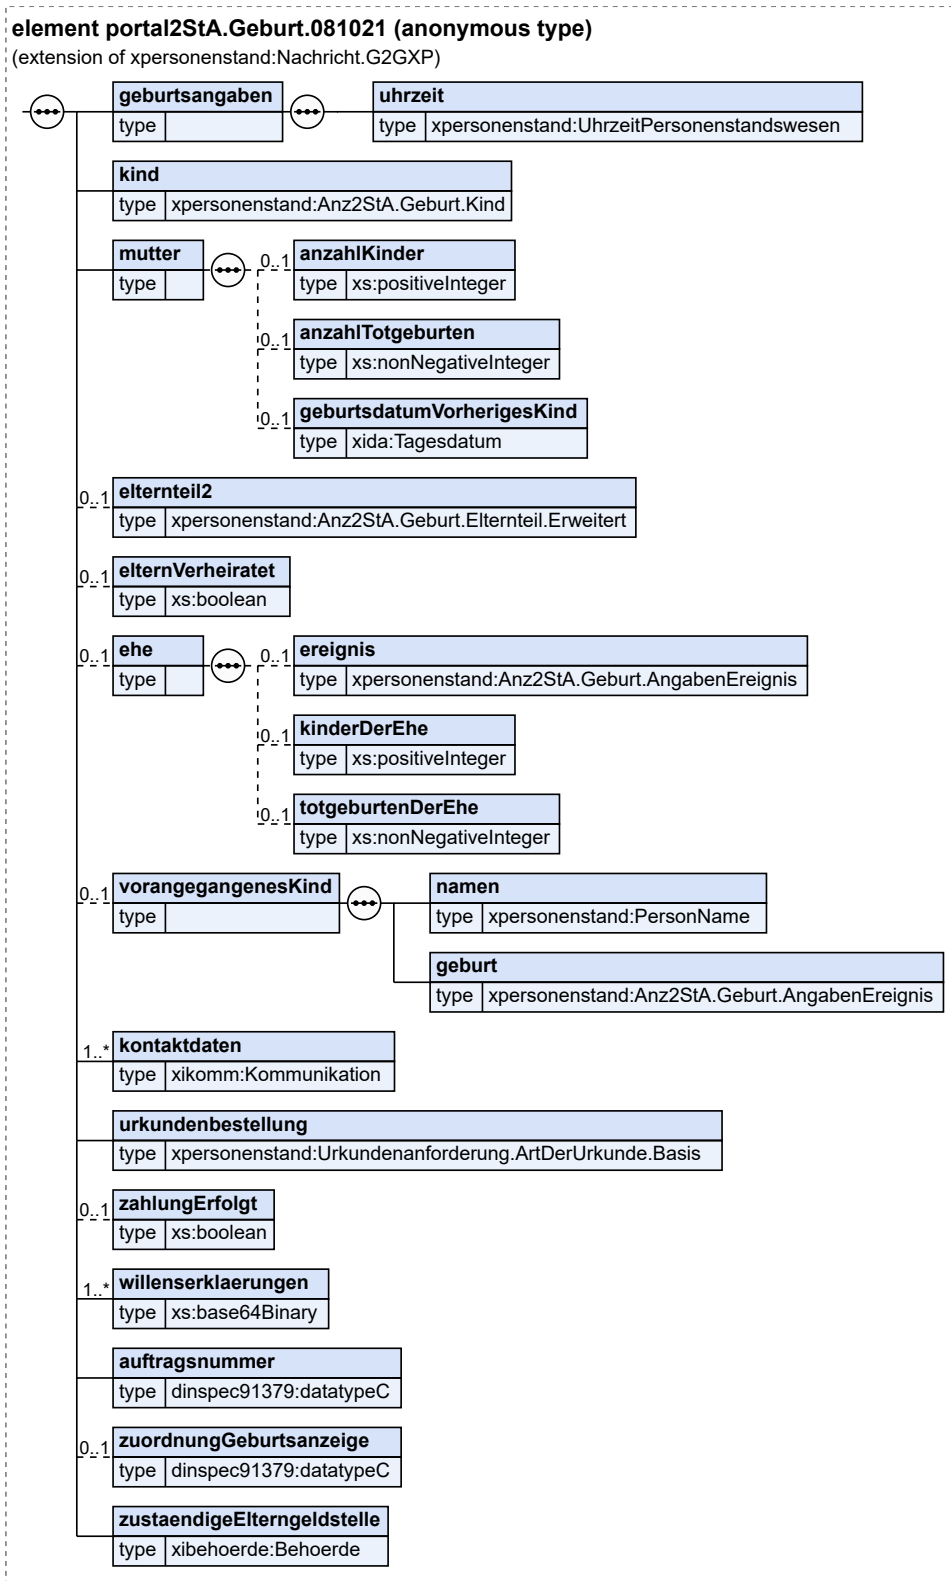 element portal2StA.Geburt.081021 (anonymous type)
(extension of xpersonenstand:Nachricht.G2GXP)
geburtsangaben
type
uhrzeit
type xpersonenstand:UhrzeitPersonenstandswesen
kind
type xpersonenstand:Anz2StA.Geburt.Kind
mutter
type
0..1 anzahlKinder
type xs:positiveInteger
0..1 anzahlTotgeburten
type xs:nonNegativeInteger
0..1 geburtsdatumVorherigesKind
type xida:Tagesdatum
0..1 elternteil2
type xpersonenstand:Anz2StA.Geburt.Elternteil.Erweitert
0..1 elternVerheiratet
type xs:boolean
0..1 ehe
type
0..1 ereignis
type xpersonenstand:Anz2StA.Geburt.AngabenEreignis
0..1 kinderDerEhe
type xs:positiveInteger
0..1 totgeburtenDerEhe
type xs:nonNegativeInteger
0..1 vorangegangenesKind
type
namen
type xpersonenstand:PersonName
geburt
type xpersonenstand:Anz2StA.Geburt.AngabenEreignis
1..* kontaktdaten
type xikomm:Kommunikation
urkundenbestellung
type xpersonenstand:Urkundenanforderung.ArtDerUrkunde.Basis
0..1 zahlungErfolgt
type xs:boolean
1..* willenserklaerungen
type xs:base64Binary
auftragsnummer
type dinspec91379:datatypeC
0..1 zuordnungGeburtsanzeige
type dinspec91379:datatypeC
zustaendigeElterngeldstelle
type xibehoerde:Behoerde